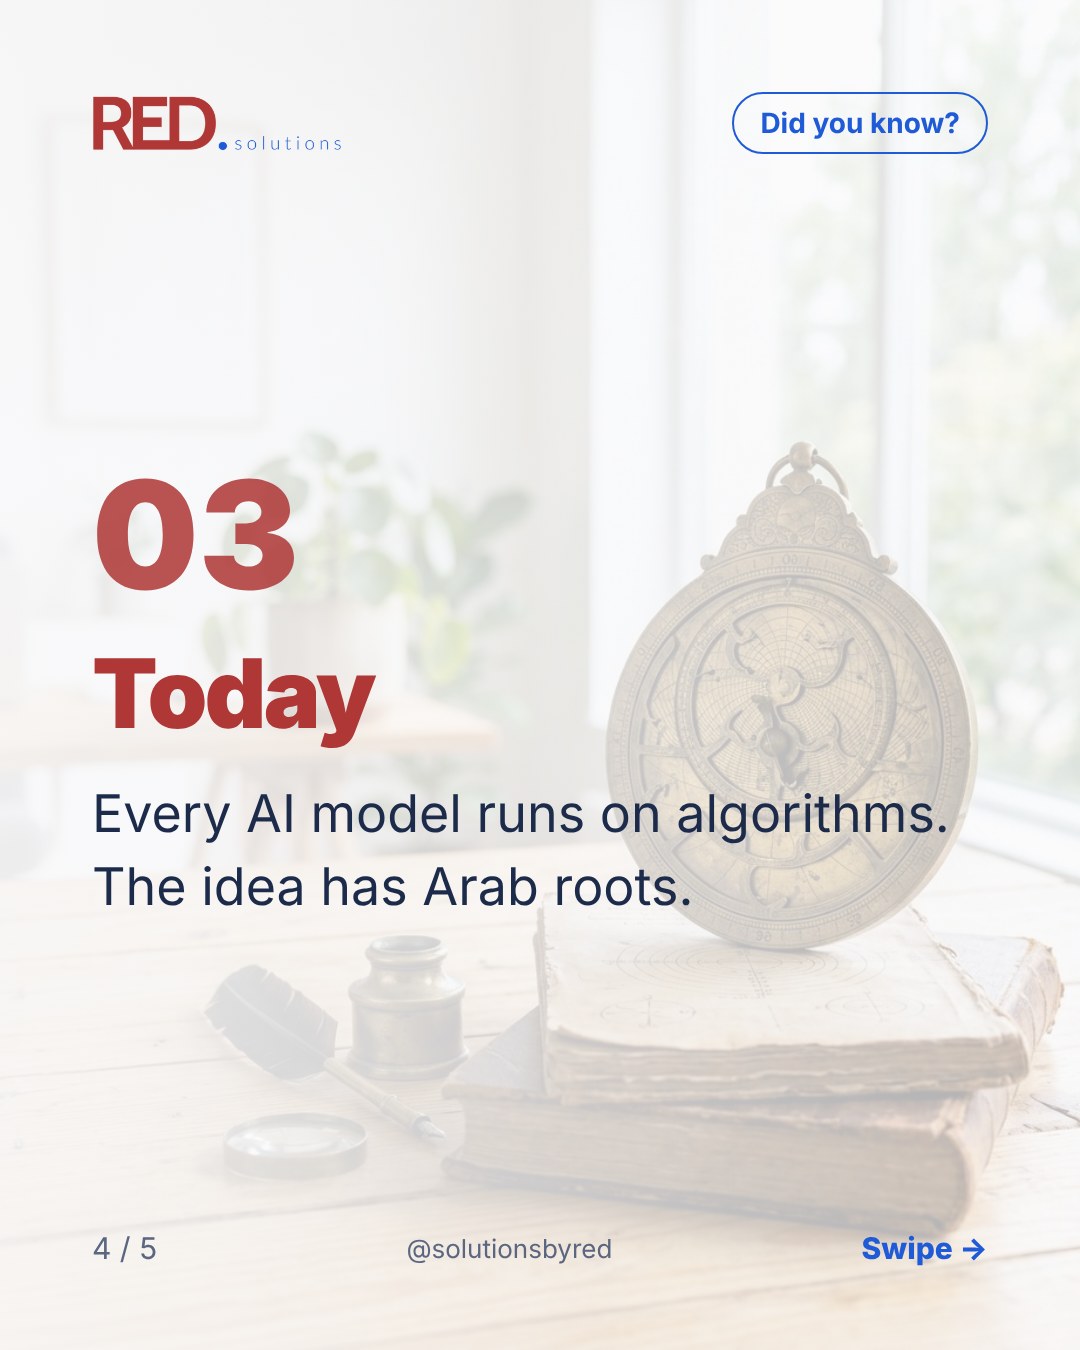 RED.solutions
Did you know?
03
Today
Every AI model runs on algorithms.
The idea has Arab roots.
4 / 5
@solutionsbyred
Swipe →